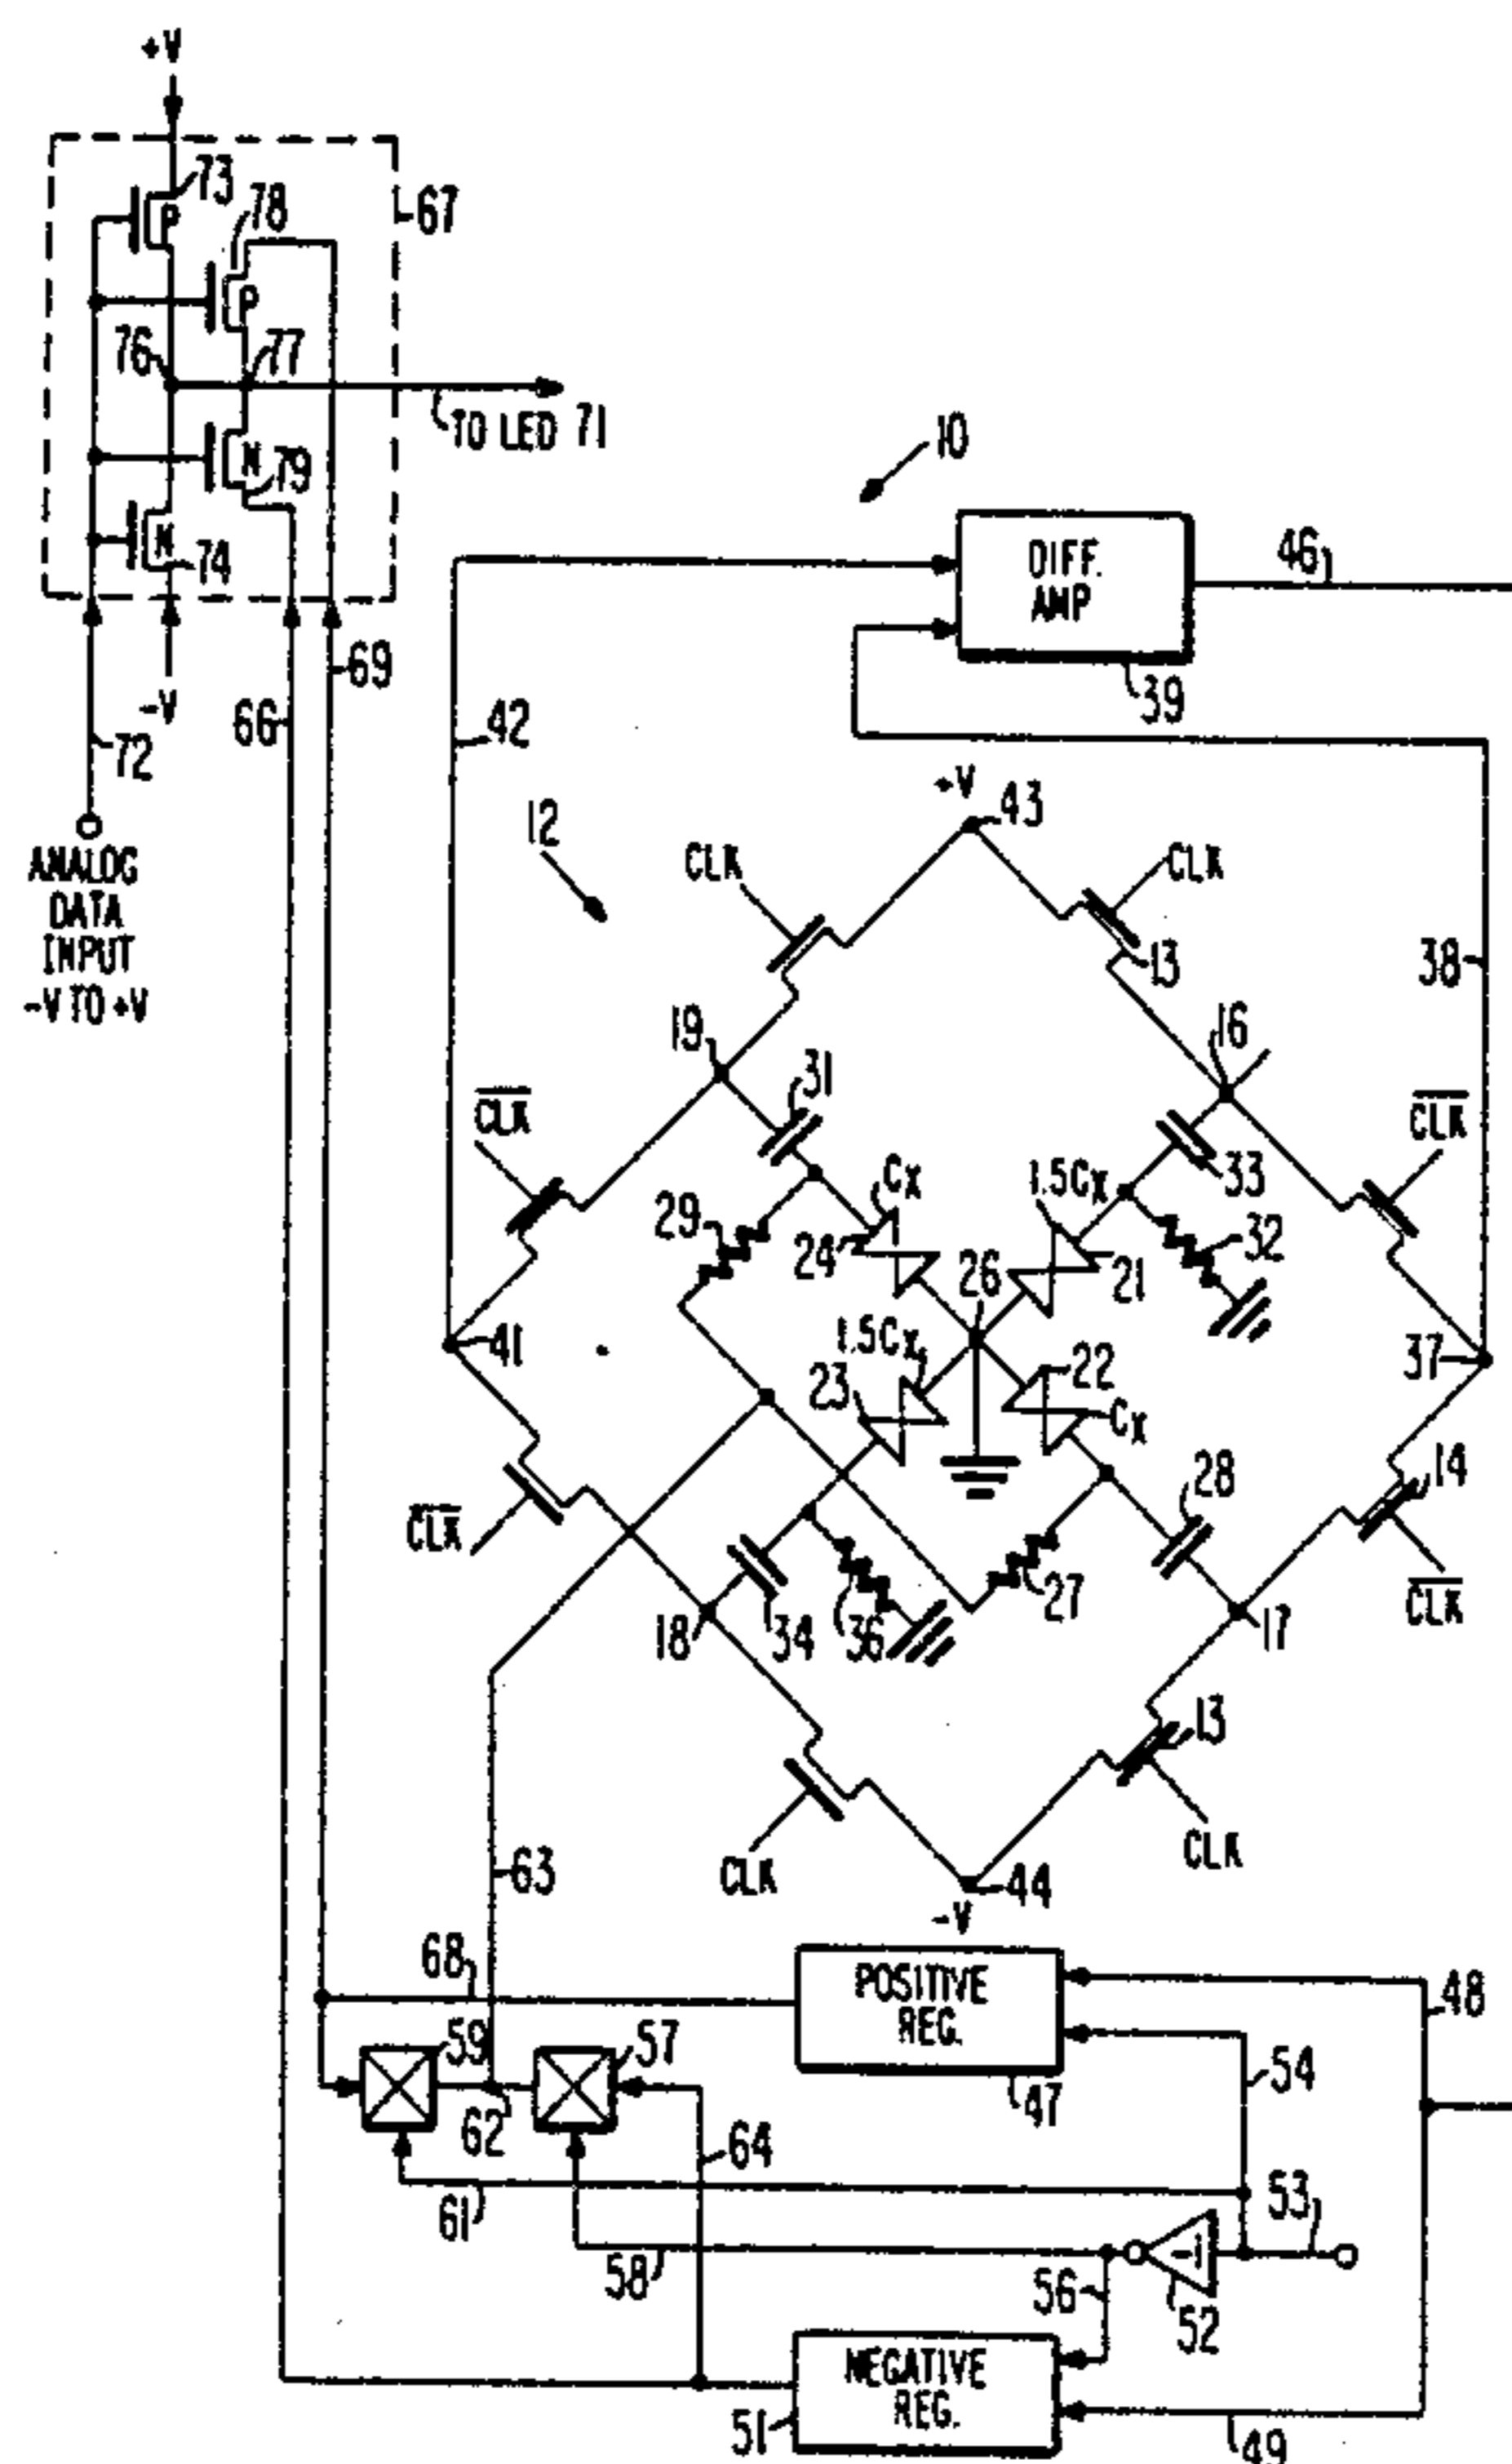 +V
73
78
67
P
P
76
77
TO LED 71
N
79
N
74
10
DIFF.
AMP
46
39
69
66
42
-V
72
38
ANALOG
DATA
INPUT
-V TO +V
+V
43
12
CLK
CLK
13
19
16
31
C̅L̅K̅
C̅L̅K̅
33
29
Cx
1.5Cx
32
24
26
21
41
1.5Cx
37
23
22
Cx
28
14
C̅L̅K̅
C̅L̅K̅
27
18
34
36
17
13
CLK
CLK
63
44
-V
68
POSITIVE
REG.
48
59
57
47
54
62
64
61
53
58
-1
56
52
NEGATIVE
REG.
51
49